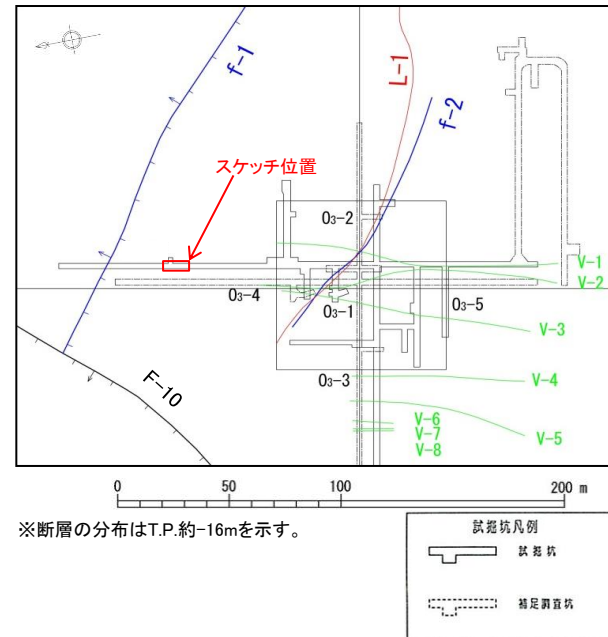 f-1
L-1
f-2
スケッチ位置
O3-2
V-1
V-2
O3-4
O3-1
O3-5
V-3
F-10
O3-3
V-4
V-5
V-6
V-7
V-8
0 50 100 200 m
※断層の分布はT.P.約-16mを示す。
試掘坑凡例
試掘坑
補足調査坑